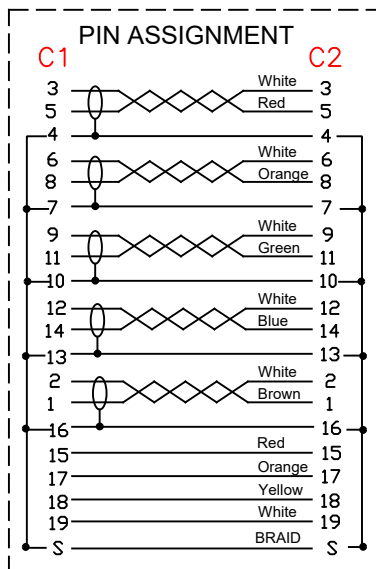 PIN ASSIGNMENT
C1 C2
3 White 3
5 Red 5
4 4
6 White 6
8 Orange 8
7 7
9 White 9
11 Green 11
10 10
12 White 12
14 Blue 14
13 13
2 White 2
1 Brown 1
16 16
15 Red 15
17 Orange 17
18 Yellow 18
19 White 19
S BRAID S